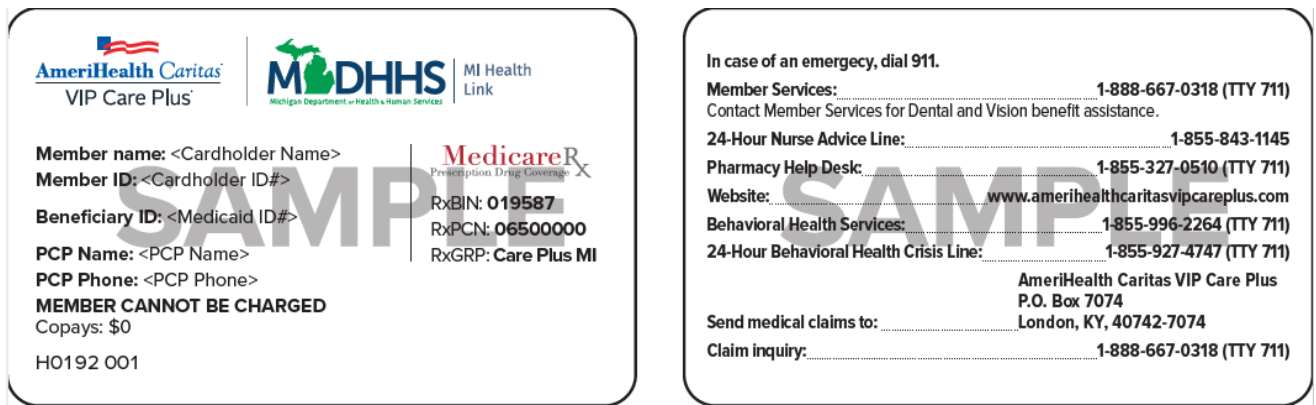 AmeriHealth Caritas
VIP Care Plus
MDHHS
Michigan Department of Health & Human Services
MI Health
Link
Member name: <Cardholder Name>
Member ID: <Cardholder ID#>
Beneficiary ID: <Medicaid ID#>
PCP Name: <PCP Name>
PCP Phone: <PCP Phone>
MEMBER CANNOT BE CHARGED
Copays: $0
H0192 001
MedicareRx
Prescription Drug Coverage
RxBIN: 019587
RxPCN: 06500000
RxGRP: Care Plus MI
SAMPLE
In case of an emergecy, dial 911.
Member Services: 1-888-667-0318 (TTY 711)
Contact Member Services for Dental and Vision benefit assistance.
24-Hour Nurse Advice Line: 1-855-843-1145
Pharmacy Help Desk: 1-855-327-0510 (TTY 711)
Website: www.amerihealthcaritasvipcareplus.com
Behavioral Health Services: 1-855-996-2264 (TTY 711)
24-Hour Behavioral Health Crisis Line: 1-855-927-4747 (TTY 711)
AmeriHealth Caritas VIP Care Plus
P.O. Box 7074
Send medical claims to: London, KY, 40742-7074
Claim inquiry: 1-888-667-0318 (TTY 711)
SAMPLE